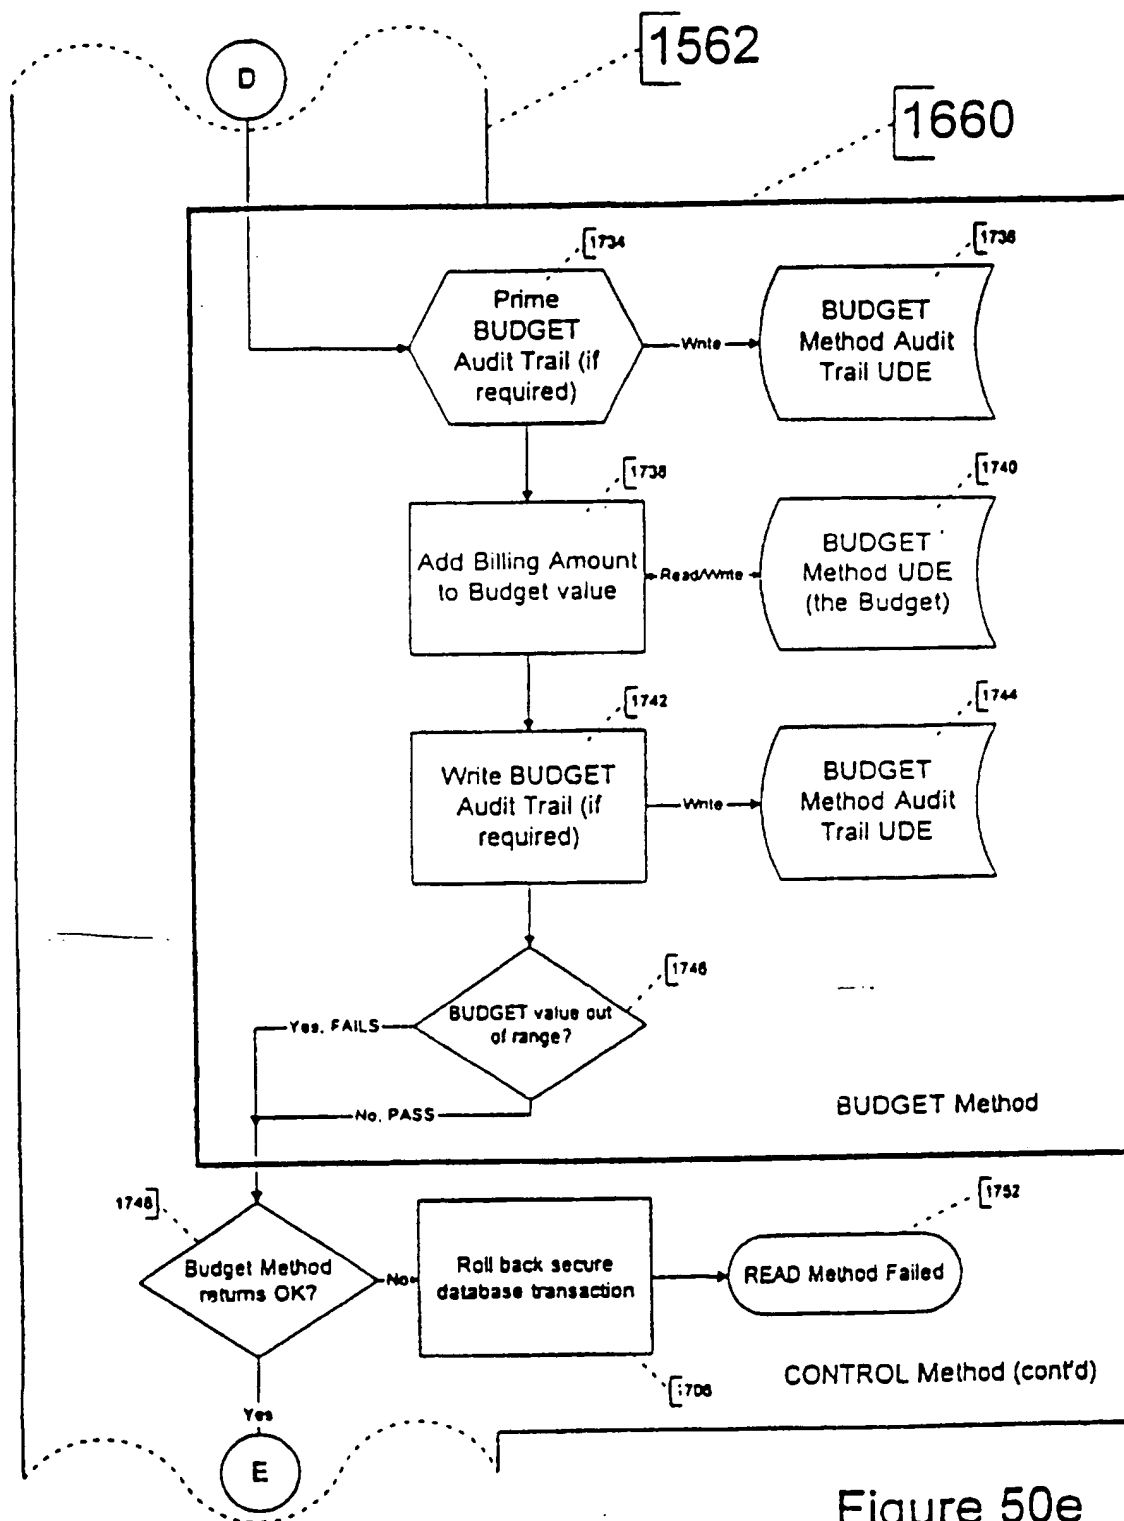 1562
D
1660
1734
1736
Prime
BUDGET
Audit Trail (if
required)
Write
BUDGET
Method Audit
Trail UDE
1738
1740
Add Billing Amount
to Budget value
Read/Write
BUDGET
Method UDE
(the Budget)
1742
1744
Write BUDGET
Audit Trail (if
required)
Write
BUDGET
Method Audit
Trail UDE
1746
BUDGET value out
of range?
Yes, FAILS
No, PASS
BUDGET Method
1748
1752
Budget Method
returns OK?
No
Roll back secure
database transaction
READ Method Failed
1706
CONTROL Method (cont'd)
Yes
E
Figure 50e